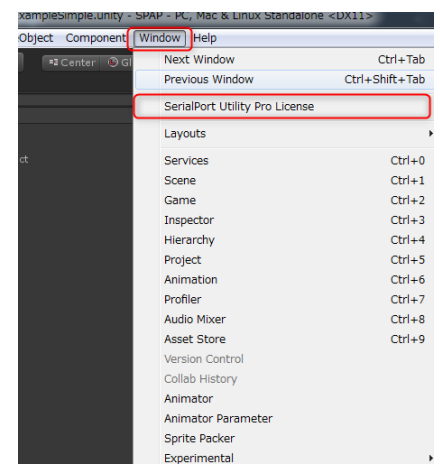 xampleSimple.unity - SPAP - PC, Mac & Linux Standalone <DX11>
Object Component Window Help
Center Gl
Next Window Ctrl+Tab
Previous Window Ctrl+Shift+Tab
SerialPort Utility Pro License
Layouts
ct
Services Ctrl+0
Scene Ctrl+1
Game Ctrl+2
Inspector Ctrl+3
Hierarchy Ctrl+4
Project Ctrl+5
Animation Ctrl+6
Profiler Ctrl+7
Audio Mixer Ctrl+8
Asset Store Ctrl+9
Version Control
Collab History
Animator
Animator Parameter
Sprite Packer
Experimental